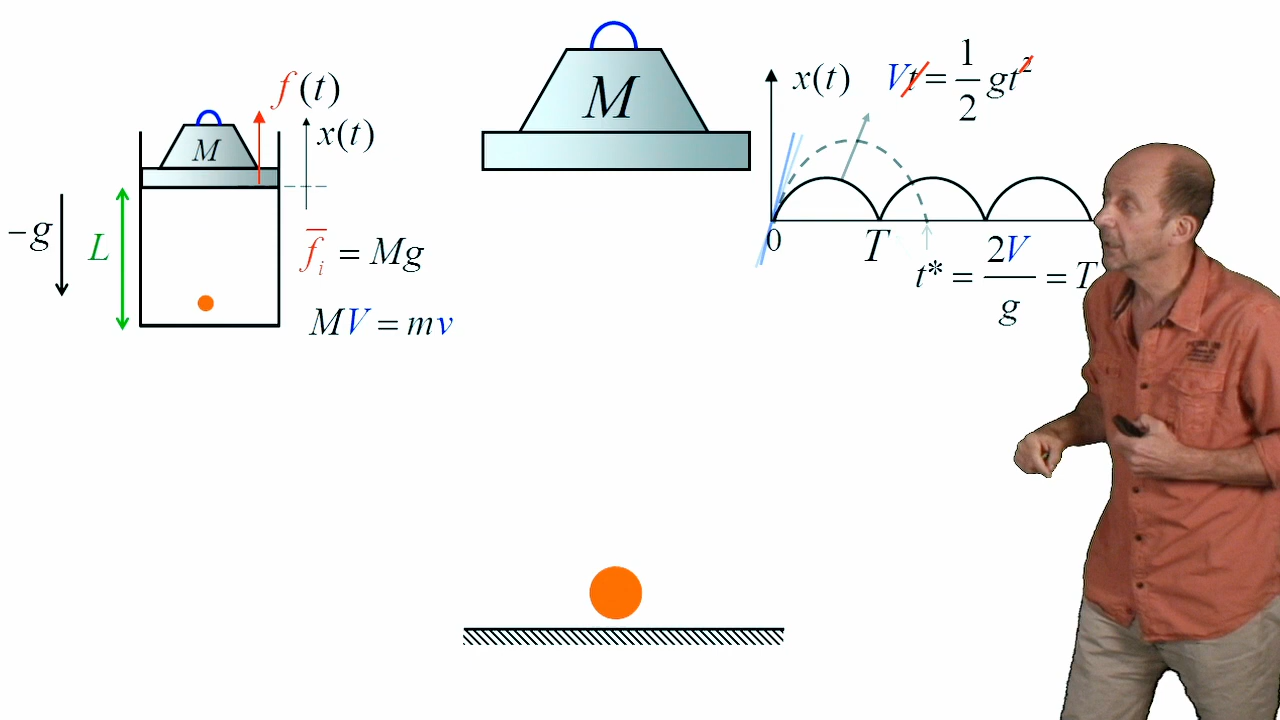 f(t)
M
x(t)
–g
L
f̄ᵢ = Mg
MV = mv
M
x(t)
Vt = 1/2 gt²
0
T
t* = 2V/g = T